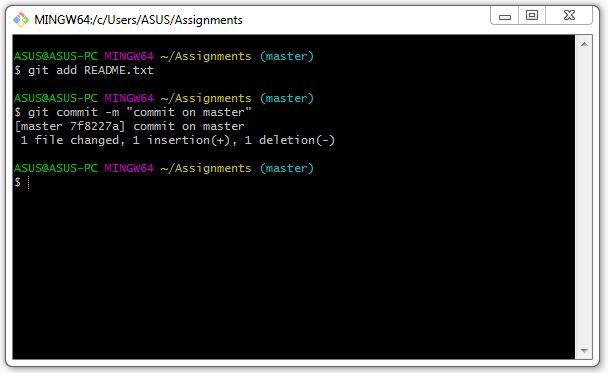 MINGW64:/c/Users/ASUS/Assignments
ASUS@ASUS-PC MINGW64 ~/Assignments (master)
$ git add README.txt
ASUS@ASUS-PC MINGW64 ~/Assignments (master)
$ git commit -m "commit on master"
[master 7f8227a] commit on master
 1 file changed, 1 insertion(+), 1 deletion(-)
ASUS@ASUS-PC MINGW64 ~/Assignments (master)
$